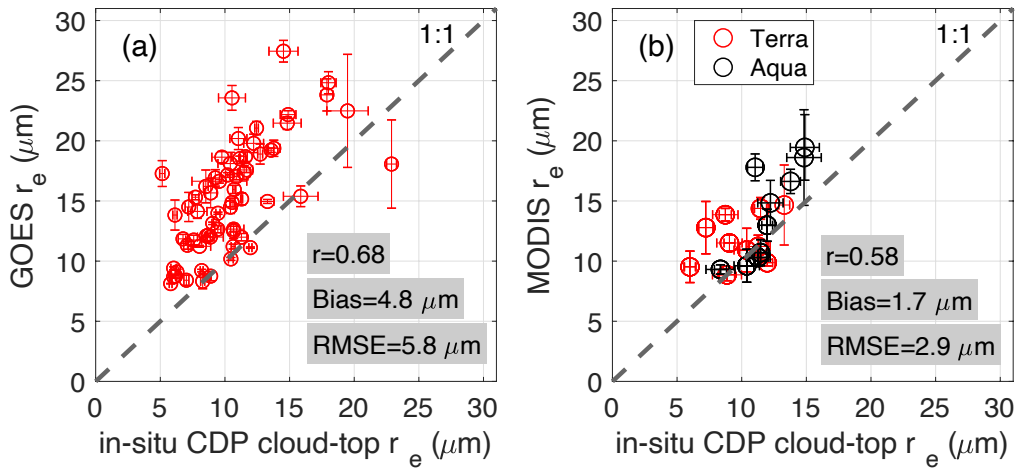 (a)
1:1
30
25
20
15
10
5
0
GOES r_e (μm)
r=0.68
Bias=4.8 μm
RMSE=5.8 μm
0 5 10 15 20 25 30
in-situ CDP cloud-top r_e (μm)
(b)
Terra
Aqua
1:1
30
25
20
15
10
5
0
MODIS r_e (μm)
r=0.58
Bias=1.7 μm
RMSE=2.9 μm
0 5 10 15 20 25 30
in-situ CDP cloud-top r_e (μm)